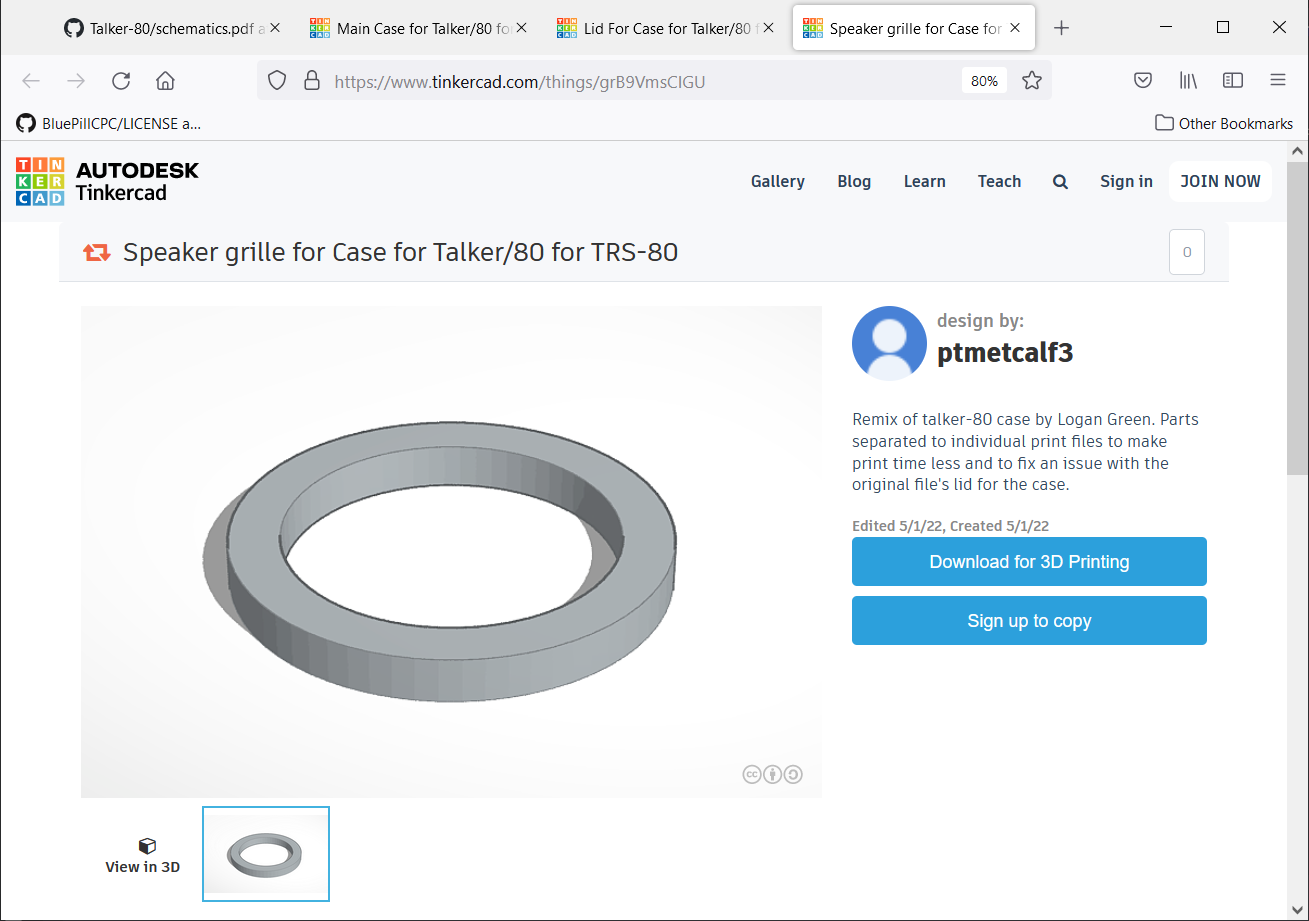 Talker-80/schematics.pdf a
Main Case for Talker/80 fo
Lid For Case for Talker/80 f
Speaker grille for Case for
https://www.tinkercad.com/things/grB9VmsCIGU
80%
BluePillCPC/LICENSE a...
Other Bookmarks
TIN
KER
CAD
AUTODESK
Tinkercad
Gallery
Blog
Learn
Teach
Sign in
JOIN NOW
Speaker grille for Case for Talker/80 for TRS-80
0
design by:
ptmetcalf3
Remix of talker-80 case by Logan Green. Parts
separated to individual print files to make
print time less and to fix an issue with the
original file's lid for the case.
Edited 5/1/22, Created 5/1/22
Download for 3D Printing
Sign up to copy
cc
View in 3D